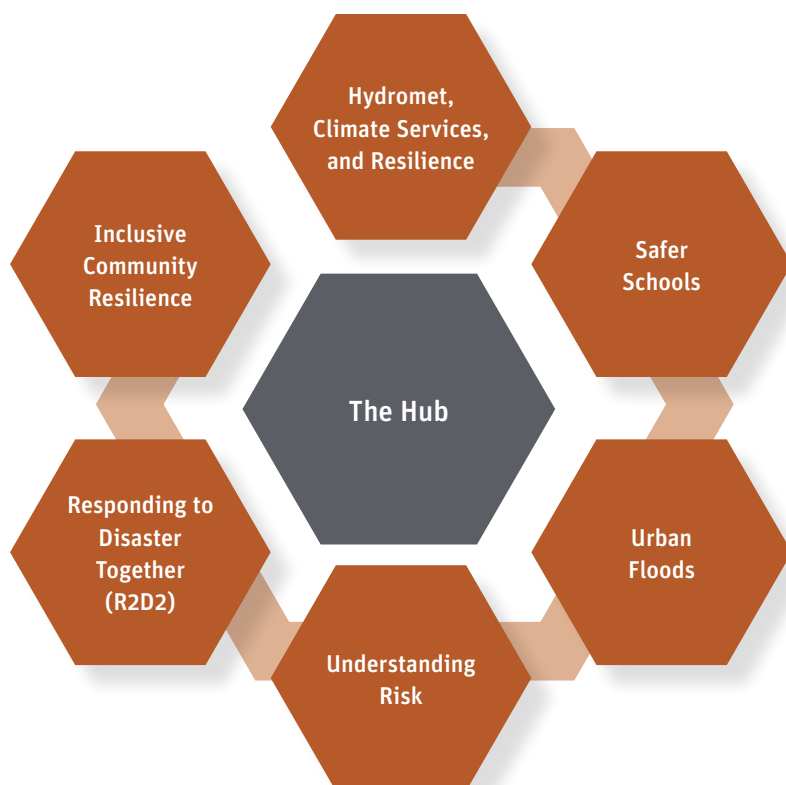 Hydromet,
Climate Services,
and Resilience
Inclusive
Community
Resilience
Safer
Schools
The Hub
Responding to
Disaster
Together
(R2D2)
Urban
Floods
Understanding
Risk